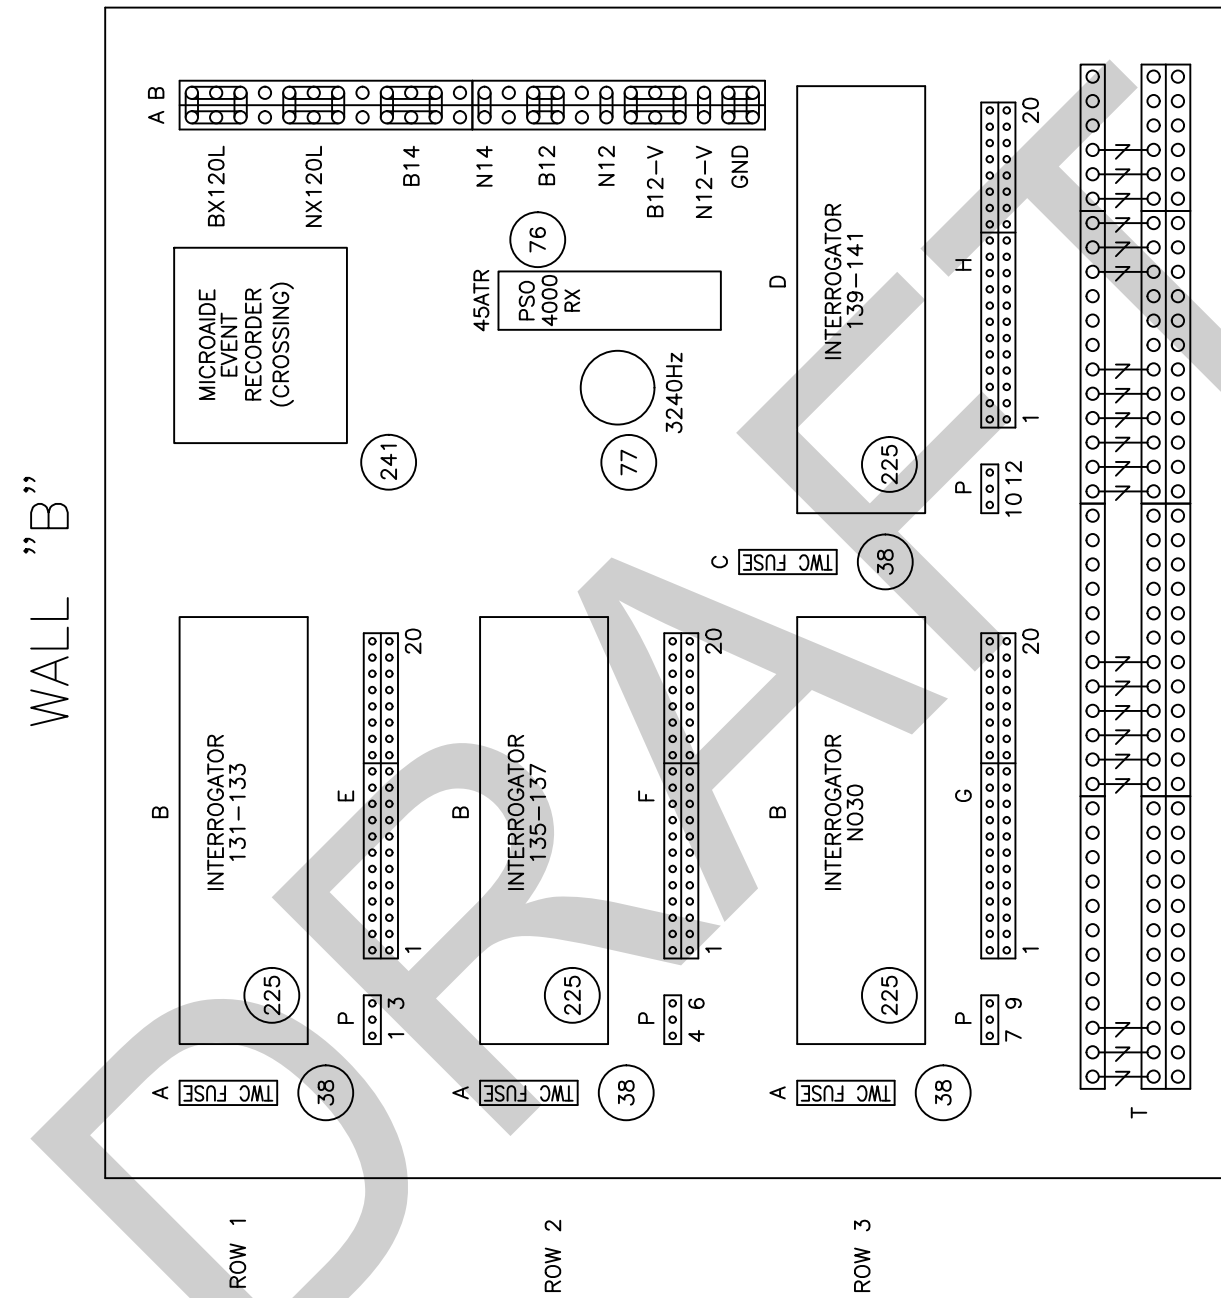 WALL "B"
ROW 1
A
TWC FUSE
38
B
INTERROGATOR
131-133
225
P
1 3
E
1 20
MICROAIDE
EVENT
RECORDER
(CROSSING)
241
A B
BX120L
NX120L
B14
N14
B12
N12
B12-V
N12-V
GND
ROW 2
A
TWC FUSE
38
B
INTERROGATOR
135-137
225
P
4 6
F
1 20
45ATR
PSO
4000
RX
76
77
3240Hz
ROW 3
A
TWC FUSE
38
B
INTERROGATOR
NO30
225
P
7 9
G
1 20
C
TWC FUSE
38
D
INTERROGATOR
139-141
225
P
10 12
H
1 20
T
DRAFT